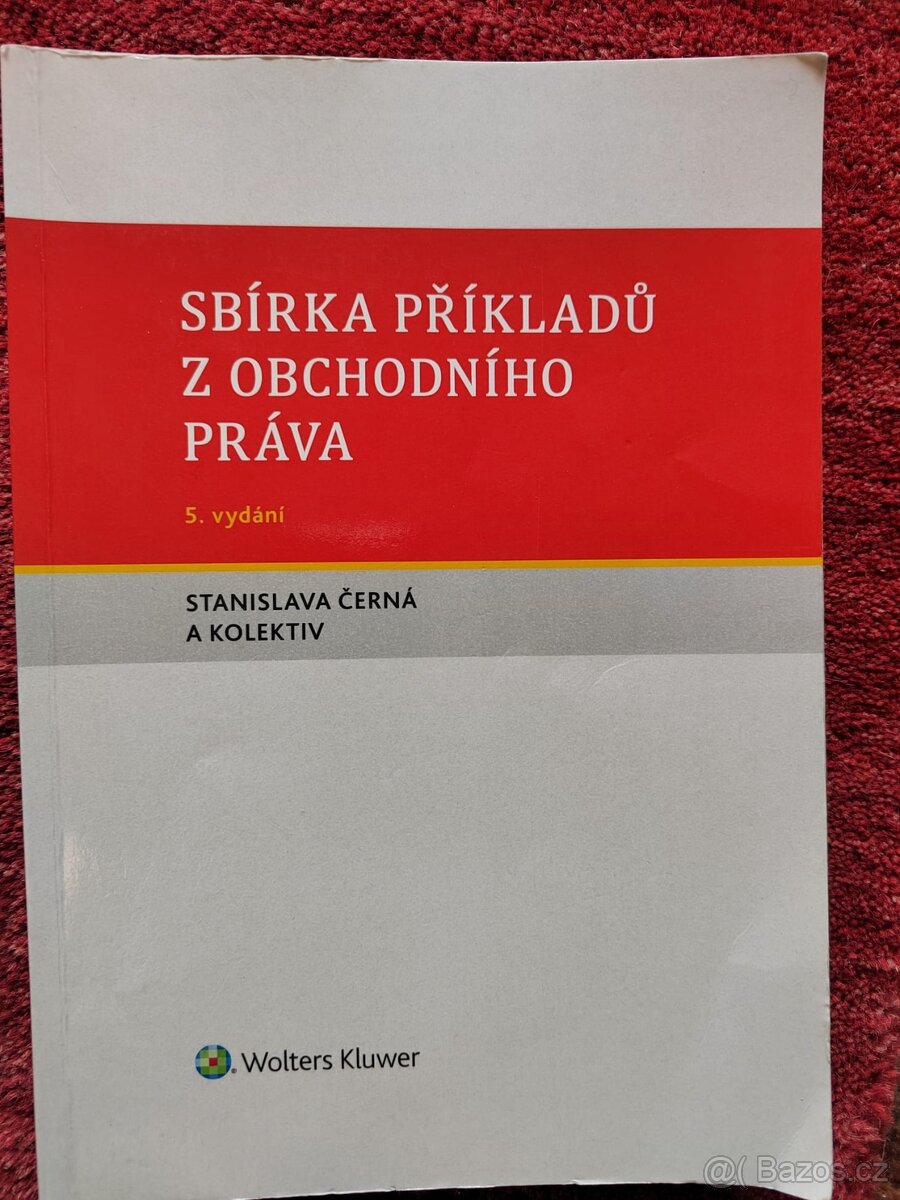 SBÍRKA PŘÍKLADŮ
Z OBCHODNÍHO
PRÁVA
5. vydání
STANISLAVA ČERNÁ
A KOLEKTIV
Wolters Kluwer
@( Bazos.cz